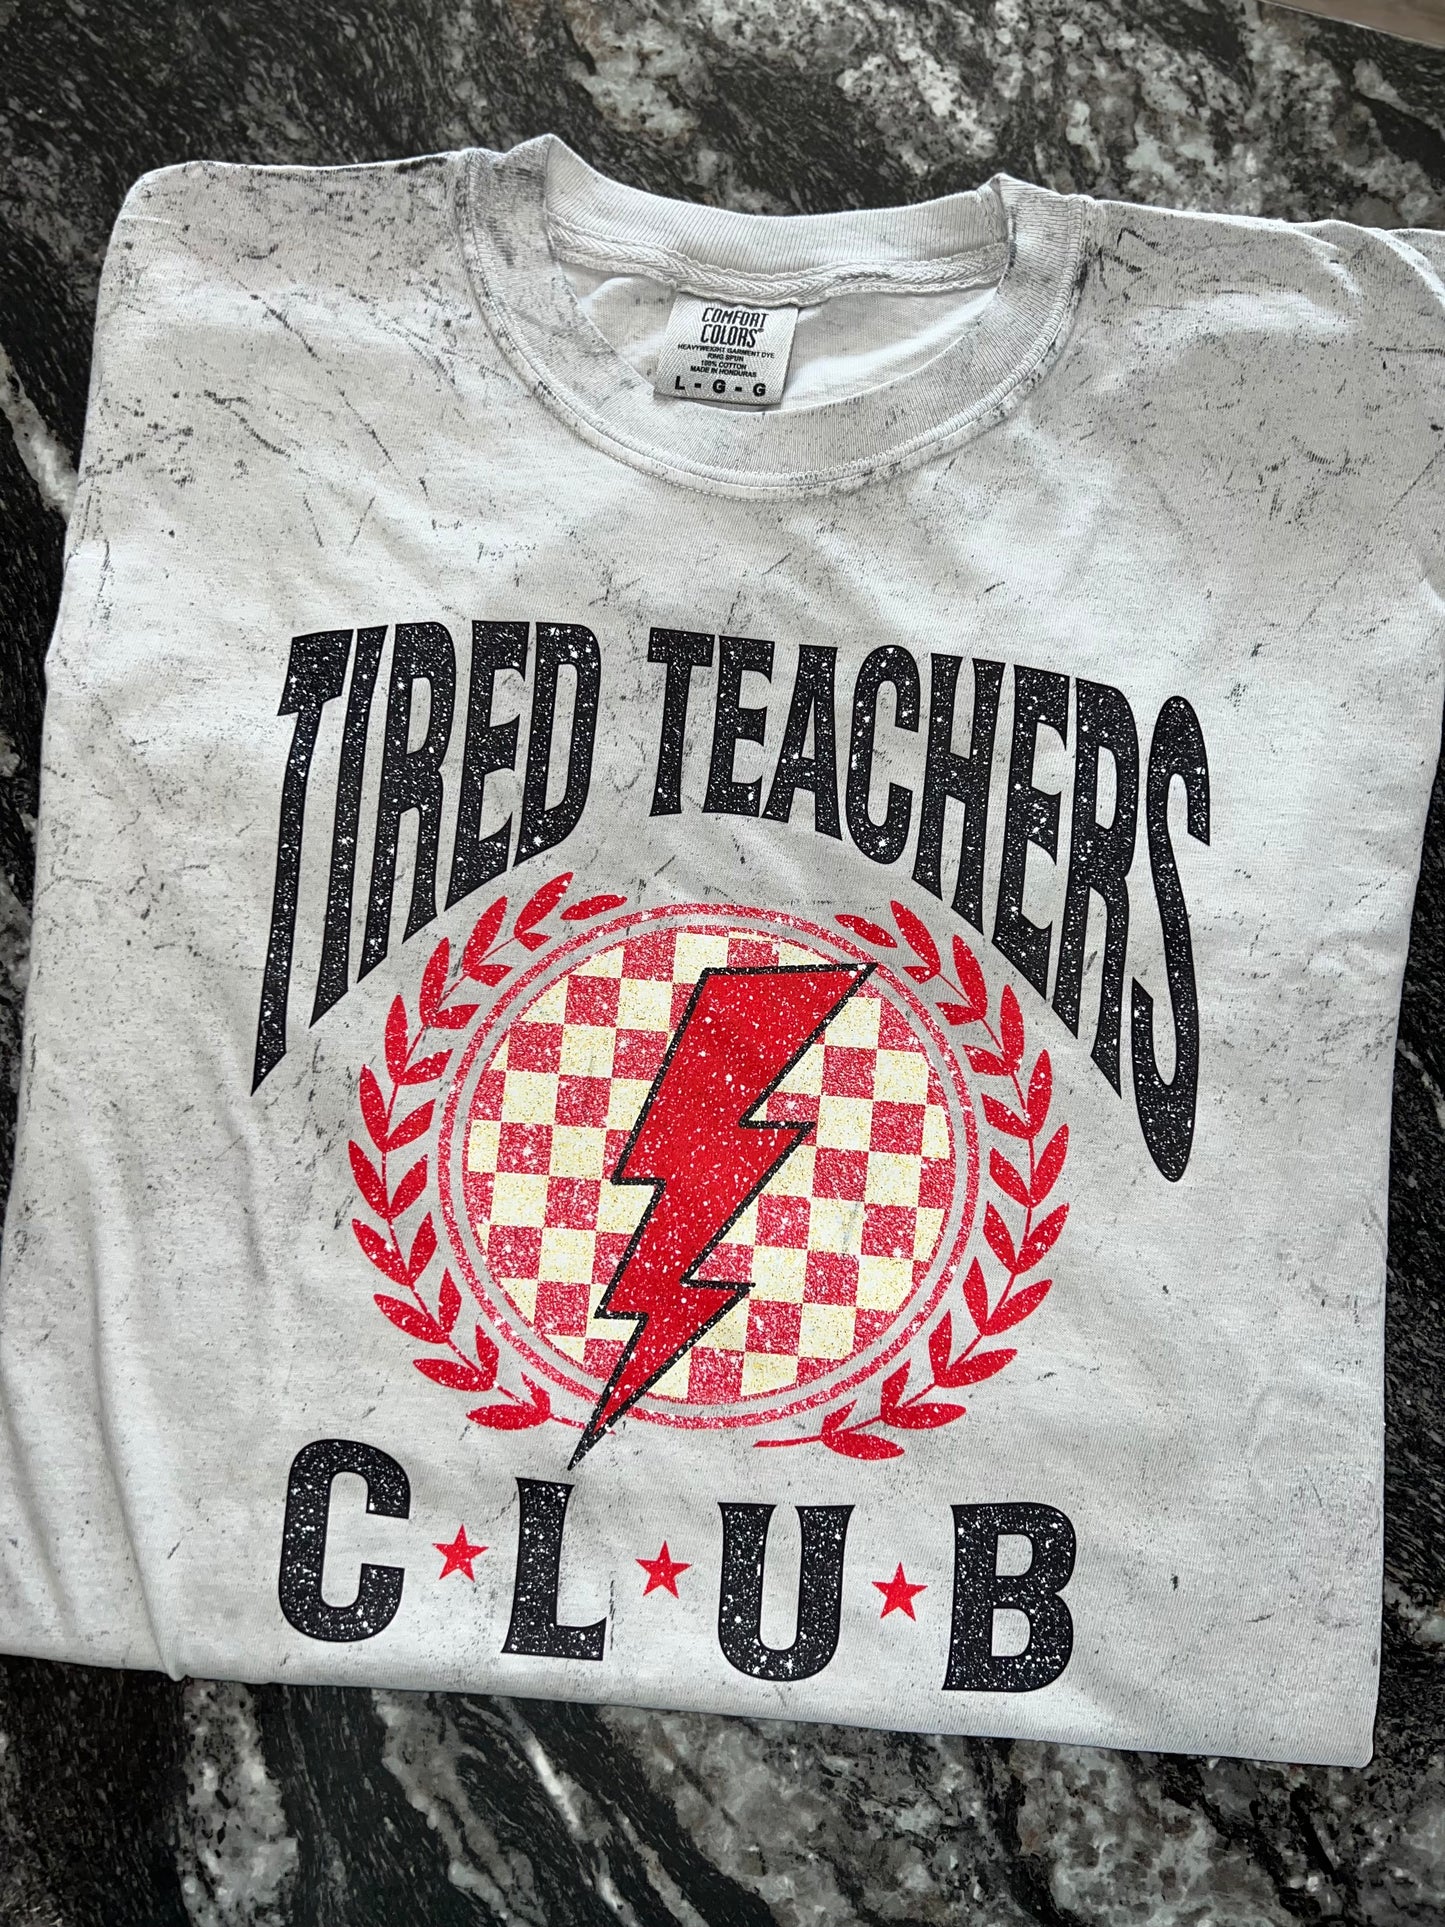 COMFORT
COLORS®
HEAVYWEIGHT GARMENT DYE
RING SPUN
100% COTTON
MADE IN HONDURAS
L - G - G
TIRED TEACHERS
C★L★U★B